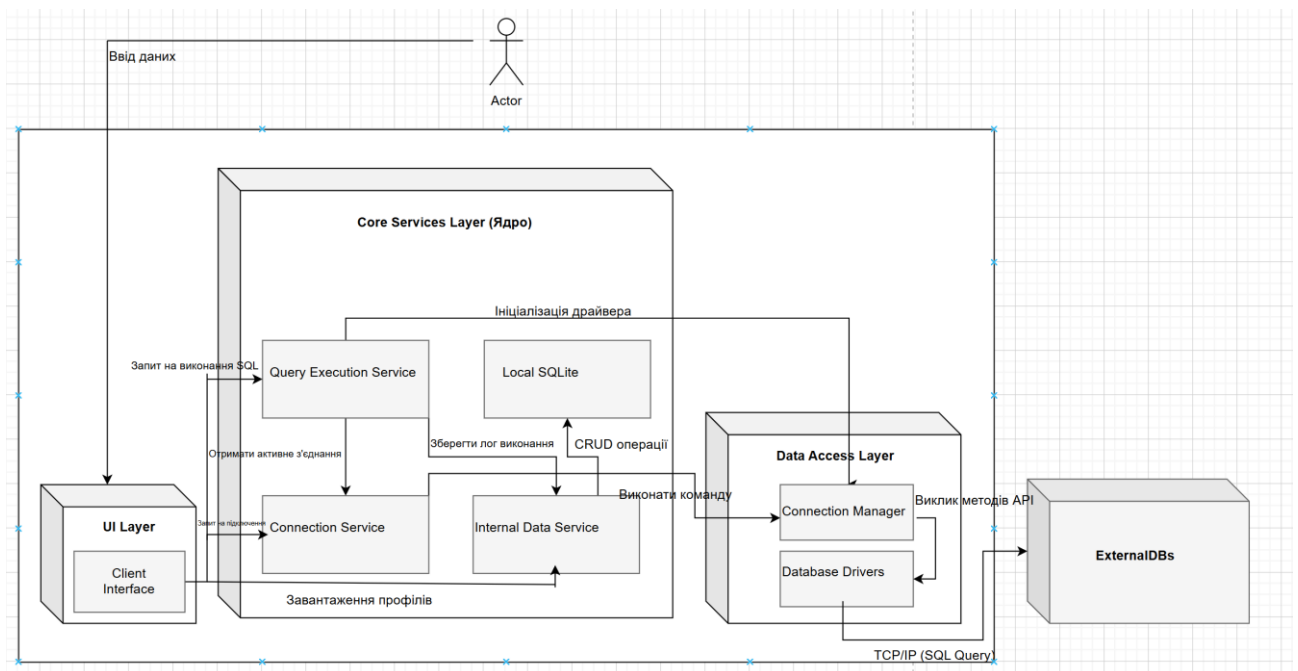 Ввід даних
Actor
Core Services Layer (Ядро)
Ініціалізація драйвера
Запит на виконання SQL
Query Execution Service
Local SQLite
Отримати активне з'єднання
Зберегти лог виконання
CRUD операції
Data Access Layer
Виконати команду
Connection Manager
Виклик методів API
UI Layer
Запит на підключення
Connection Service
Internal Data Service
ExternalDBs
Client
Interface
Database Drivers
Завантаження профілів
TCP/IP (SQL Query)